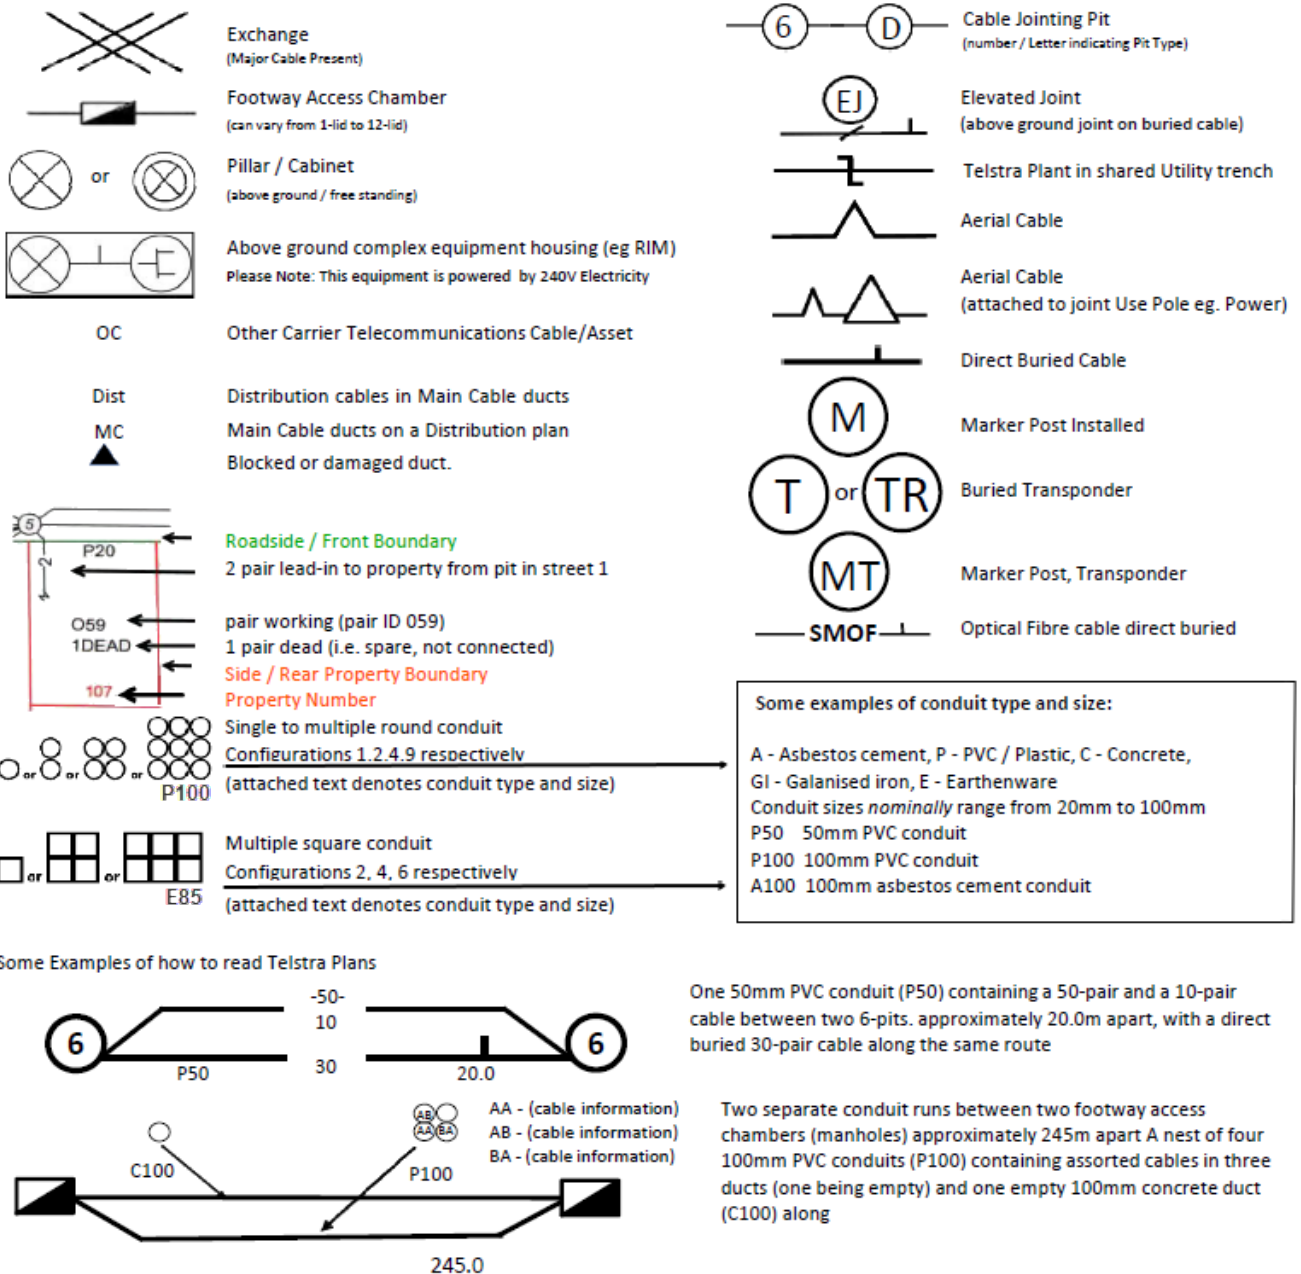 Exchange
(Major Cable Present)
Footway Access Chamber
(can vary from 1-lid to 12-lid)
or
Pillar / Cabinet
(above ground / free standing)
Above ground complex equipment housing (eg RIM)
Please Note: This equipment is powered by 240V Electricity
OC
Other Carrier Telecommunications Cable/Asset
Dist
Distribution cables in Main Cable ducts
MC
Main Cable ducts on a Distribution plan
Blocked or damaged duct.
5
P20
2
O59
1DEAD
107
Roadside / Front Boundary
2 pair lead-in to property from pit in street 1
pair working (pair ID 059)
1 pair dead (i.e. spare, not connected)
Side / Rear Property Boundary
Property Number
or or or
P100
Single to multiple round conduit
Configurations 1.2.4.9 respectively
(attached text denotes conduit type and size)
or or
E85
Multiple square conduit
Configurations 2, 4, 6 respectively
(attached text denotes conduit type and size)
6 D
Cable Jointing Pit
(number / Letter indicating Pit Type)
EJ
Elevated Joint
(above ground joint on buried cable)
Telstra Plant in shared Utility trench
Aerial Cable
Aerial Cable
(attached to joint Use Pole eg. Power)
Direct Buried Cable
M
Marker Post Installed
T or TR
Buried Transponder
MT
Marker Post, Transponder
SMOF
Optical Fibre cable direct buried
Some examples of conduit type and size:
A - Asbestos cement, P - PVC / Plastic, C - Concrete,
GI - Galanised iron, E - Earthenware
Conduit sizes nominally range from 20mm to 100mm
P50 50mm PVC conduit
P100 100mm PVC conduit
A100 100mm asbestos cement conduit
Some Examples of how to read Telstra Plans
-50-
10
6 6
P50 30 20.0
One 50mm PVC conduit (P50) containing a 50-pair and a 10-pair
cable between two 6-pits. approximately 20.0m apart, with a direct
buried 30-pair cable along the same route
AB
AA BA
AA - (cable information)
AB - (cable information)
BA - (cable information)
C100
P100
245.0
Two separate conduit runs between two footway access
chambers (manholes) approximately 245m apart A nest of four
100mm PVC conduits (P100) containing assorted cables in three
ducts (one being empty) and one empty 100mm concrete duct
(C100) along